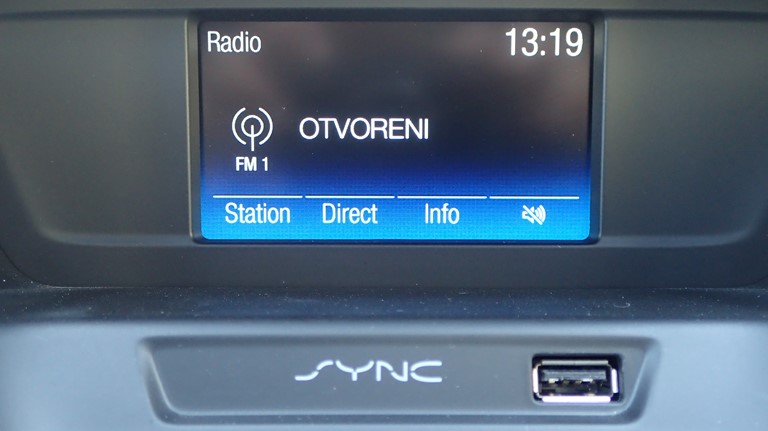 Radio 13:19
OTVORENI
FM 1
Station Direct Info
SYNC